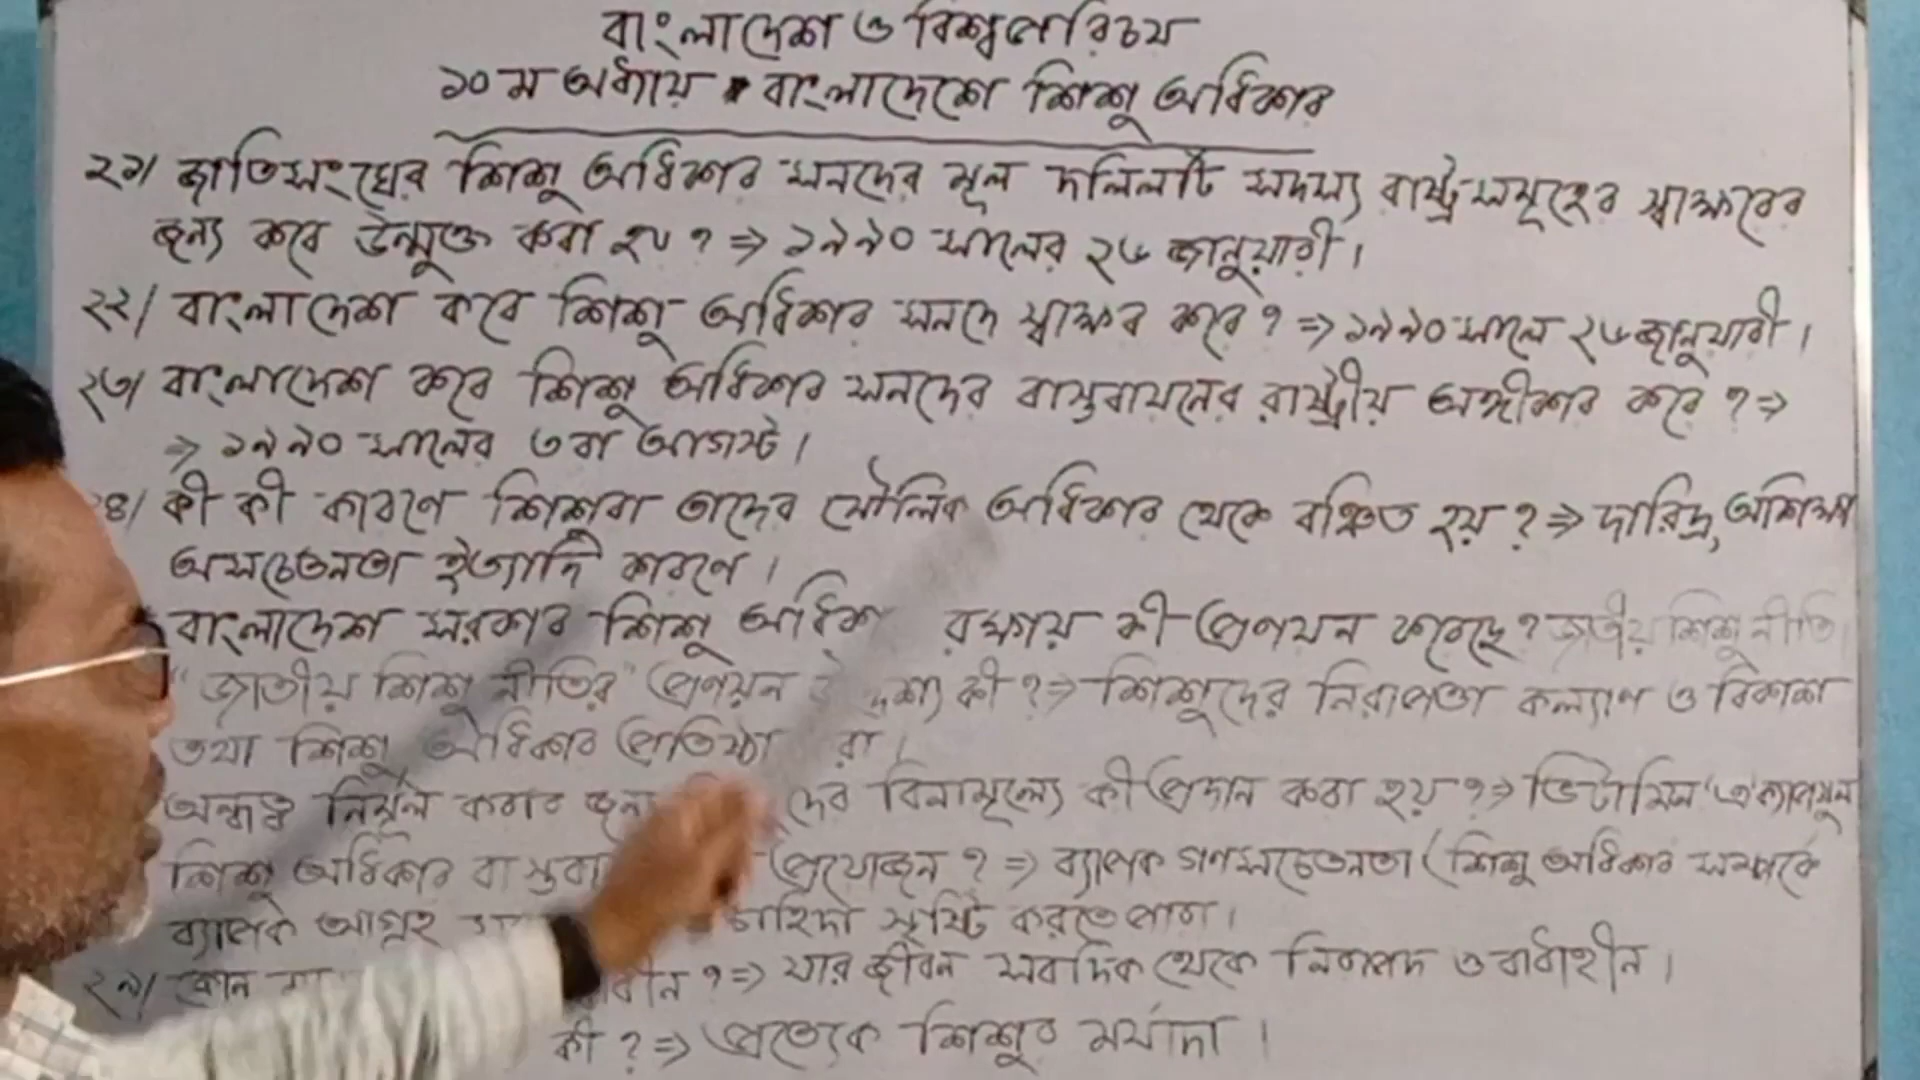 বাংলাদেশ ও বিশ্বপরিচয়
১০ম অধ্যায় • বাংলাদেশে শিশু অধিকার
২১/ জাতিসংঘের শিশু অধিকার সনদের মূল দলিলটি সদস্য রাষ্ট্রসমূহের স্বাক্ষরের
জন্য কবে উন্মুক্ত করা হয় ? ⇒ ১৯৯০ সালের ২৬ জানুয়ারী।
২২/ বাংলাদেশ কবে শিশু অধিকার সনদে স্বাক্ষর করে ? ⇒ ১৯৯০ সালে ২৬ জানুয়ারী।
২৩/ বাংলাদেশ কবে শিশু অধিকার সনদের বাস্তবায়নের রাষ্ট্রীয় অঙ্গীকার করে ? ⇒
⇒ ১৯৯০ সালের ৩রা আগস্ট।
২৪/ কী কী কারণে শিশুরা তাদের মৌলিক অধিকার থেকে বঞ্চিত হয় ? ⇒ দারিদ্র, অশিক্ষা
অসচেতনতা ইত্যাদি কারণে।
বাংলাদেশ সরকার শিশু রক্ষায় কী প্রণয়ন করেছে ? জাতীয় শিশু নীতি
"জাতীয় শিশু নীতির" প্রণয়ন কী ? ⇒ শিশুদের নিরাপত্তা কল্যাণ ও বিকাশ
তথা শিশু অধিকার
অন্ধত্ব নির্মূল করার বিনামূল্যে কী প্রদান করা হয় ? ⇒ ভিটামিন 'এ' ক্যাপসুল
শিশু অধিকার প্রয়োজন ? ⇒ ব্যাপক গণসচেতনতা (শিশু অধিকার সম্পর্কে
ব্যাপক আগ্রহ চাহিদা সৃষ্টি করতে পারা।
২৯/ কোন ? ⇒ যার জীবন সবদিক থেকে নিরাপদ ও বাধাহীন।
কী ? ⇒ প্রত্যেক শিশুর মর্যাদা।